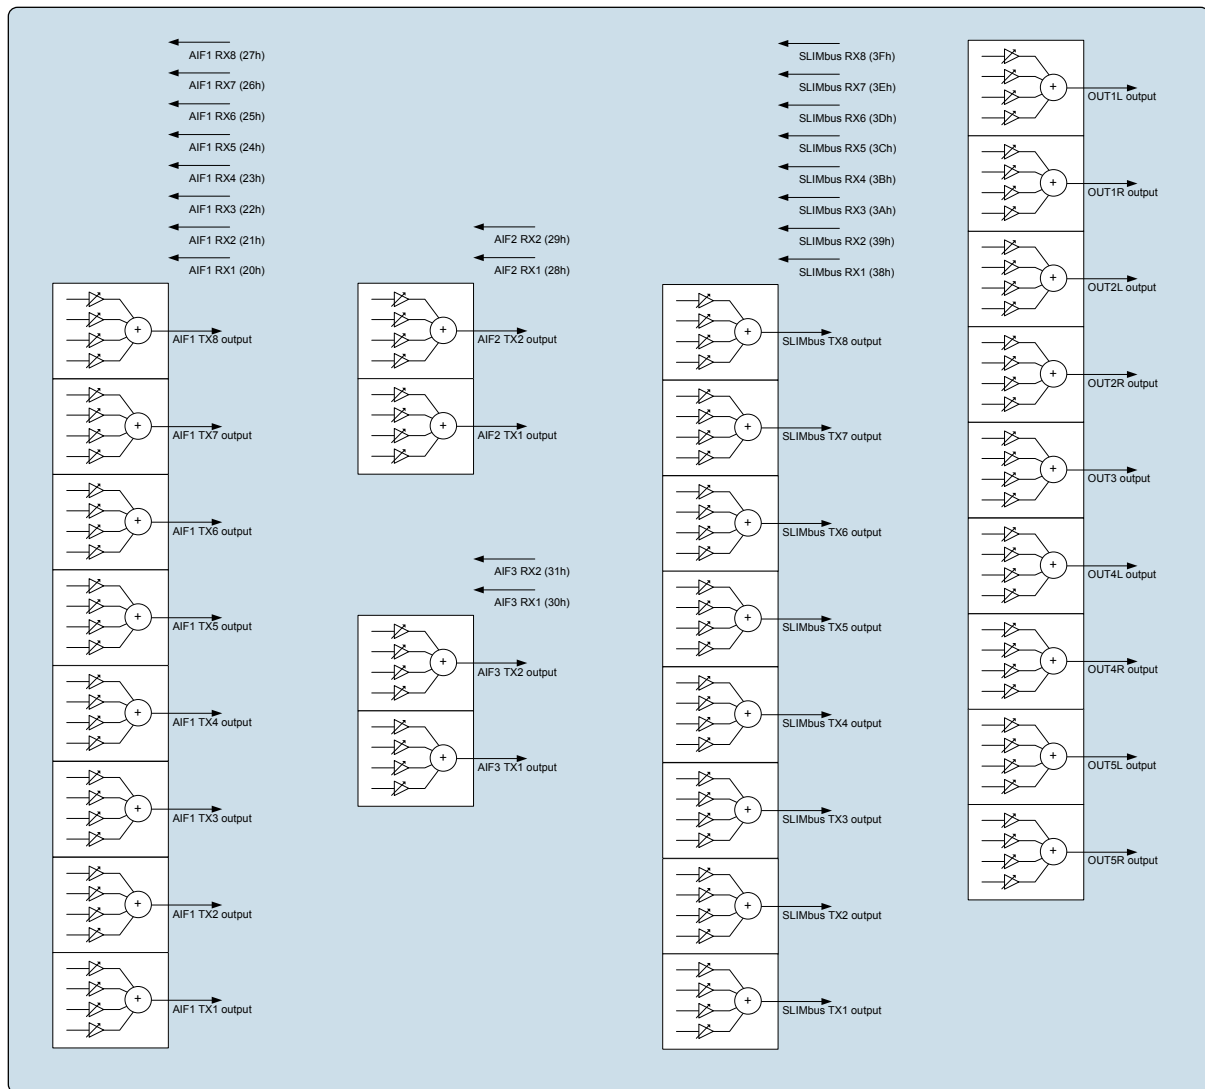 AIF1 RX8 (27h)
AIF1 RX7 (26h)
AIF1 RX6 (25h)
AIF1 RX5 (24h)
AIF1 RX4 (23h)
AIF1 RX3 (22h)
AIF1 RX2 (21h)
AIF1 RX1 (20h)
+
AIF1 TX8 output
+
AIF1 TX7 output
+
AIF1 TX6 output
+
AIF1 TX5 output
+
AIF1 TX4 output
+
AIF1 TX3 output
+
AIF1 TX2 output
+
AIF1 TX1 output
AIF2 RX2 (29h)
AIF2 RX1 (28h)
+
AIF2 TX2 output
+
AIF2 TX1 output
AIF3 RX2 (31h)
AIF3 RX1 (30h)
+
AIF3 TX2 output
+
AIF3 TX1 output
SLIMbus RX8 (3Fh)
SLIMbus RX7 (3Eh)
SLIMbus RX6 (3Dh)
SLIMbus RX5 (3Ch)
SLIMbus RX4 (3Bh)
SLIMbus RX3 (3Ah)
SLIMbus RX2 (39h)
SLIMbus RX1 (38h)
+
SLIMbus TX8 output
+
SLIMbus TX7 output
+
SLIMbus TX6 output
+
SLIMbus TX5 output
+
SLIMbus TX4 output
+
SLIMbus TX3 output
+
SLIMbus TX2 output
+
SLIMbus TX1 output
+
OUT1L output
+
OUT1R output
+
OUT2L output
+
OUT2R output
+
OUT3 output
+
OUT4L output
+
OUT4R output
+
OUT5L output
+
OUT5R output